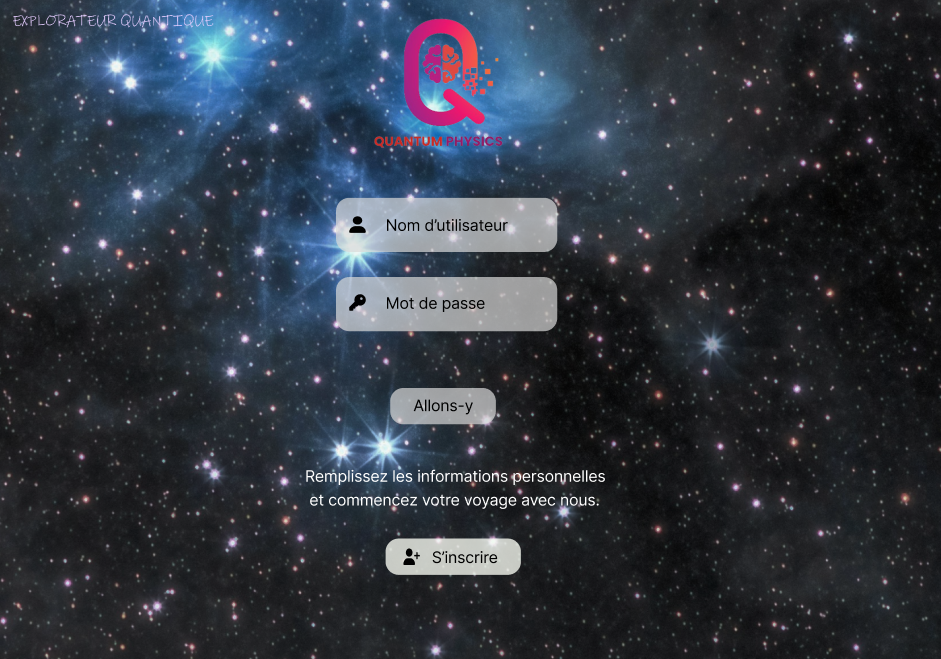 EXPLORATEUR QUANTIQUE
QUANTUM PHYSICS
Nom d'utilisateur
Mot de passe
Allons-y
Remplissez les informations personnelles
et commencez votre voyage avec nous.
S'inscrire